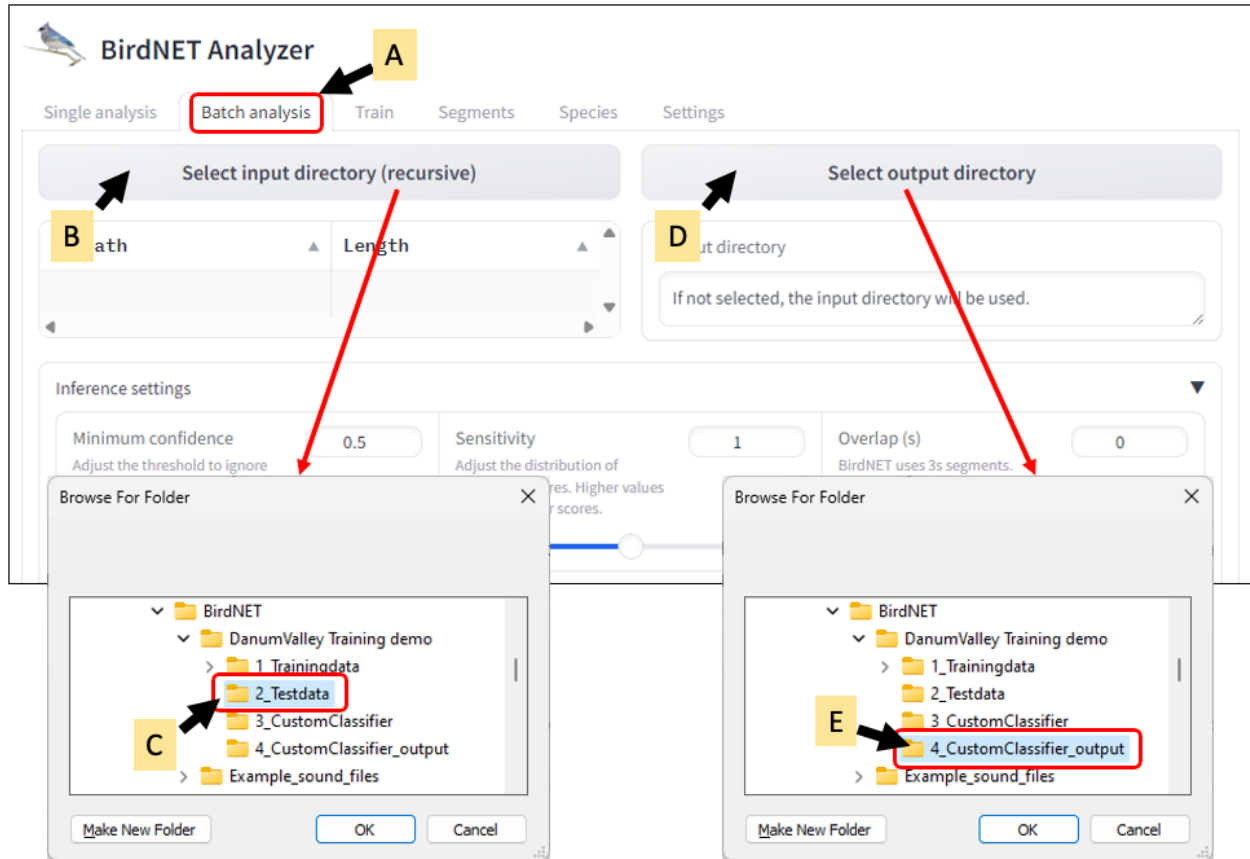 BirdNET Analyzer
A
Single analysis
Batch analysis
Train
Segments
Species
Settings
Select input directory (recursive)
Select output directory
B
D
ath
Length
ut directory
If not selected, the input directory will be used.
Inference settings
Minimum confidence
0.5
Adjust the threshold to ignore
Sensitivity
1
Adjust the distribution of
res. Higher values
r scores.
Overlap (s)
0
BirdNET uses 3s segments.
Browse For Folder
BirdNET
DanumValley Training demo
1_Trainingdata
2_Testdata
3_CustomClassifier
4_CustomClassifier_output
Example_sound_files
C
Make New Folder
OK
Cancel
Browse For Folder
BirdNET
DanumValley Training demo
1_Trainingdata
2_Testdata
3_CustomClassifier
4_CustomClassifier_output
Example_sound_files
E
Make New Folder
OK
Cancel